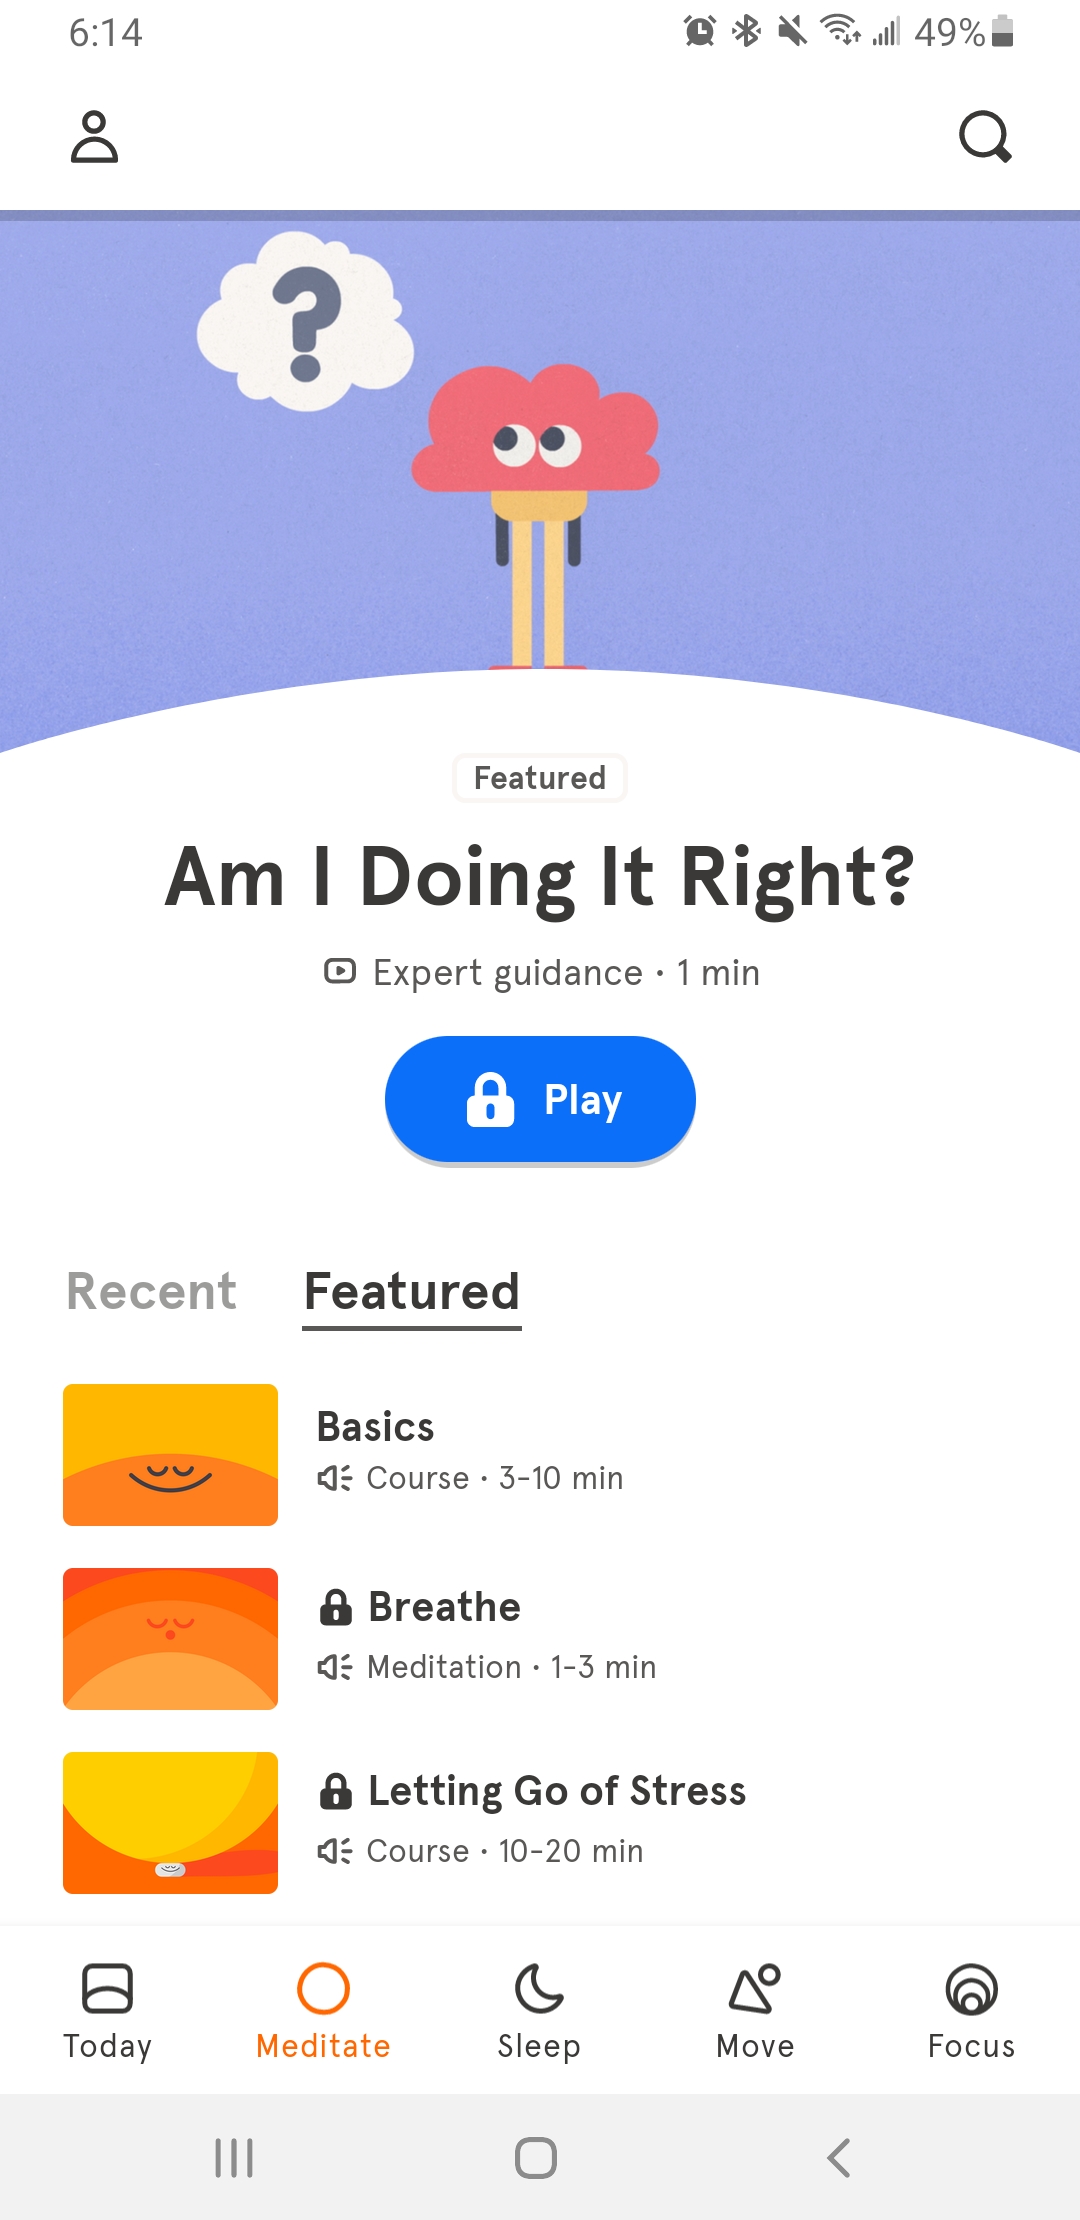 6:14
49%
?
Featured
Am I Doing It Right?
Expert guidance • 1 min
Play
Recent
Featured
Basics
Course • 3-10 min
Breathe
Meditation • 1-3 min
Letting Go of Stress
Course • 10-20 min
Today
Meditate
Sleep
Move
Focus